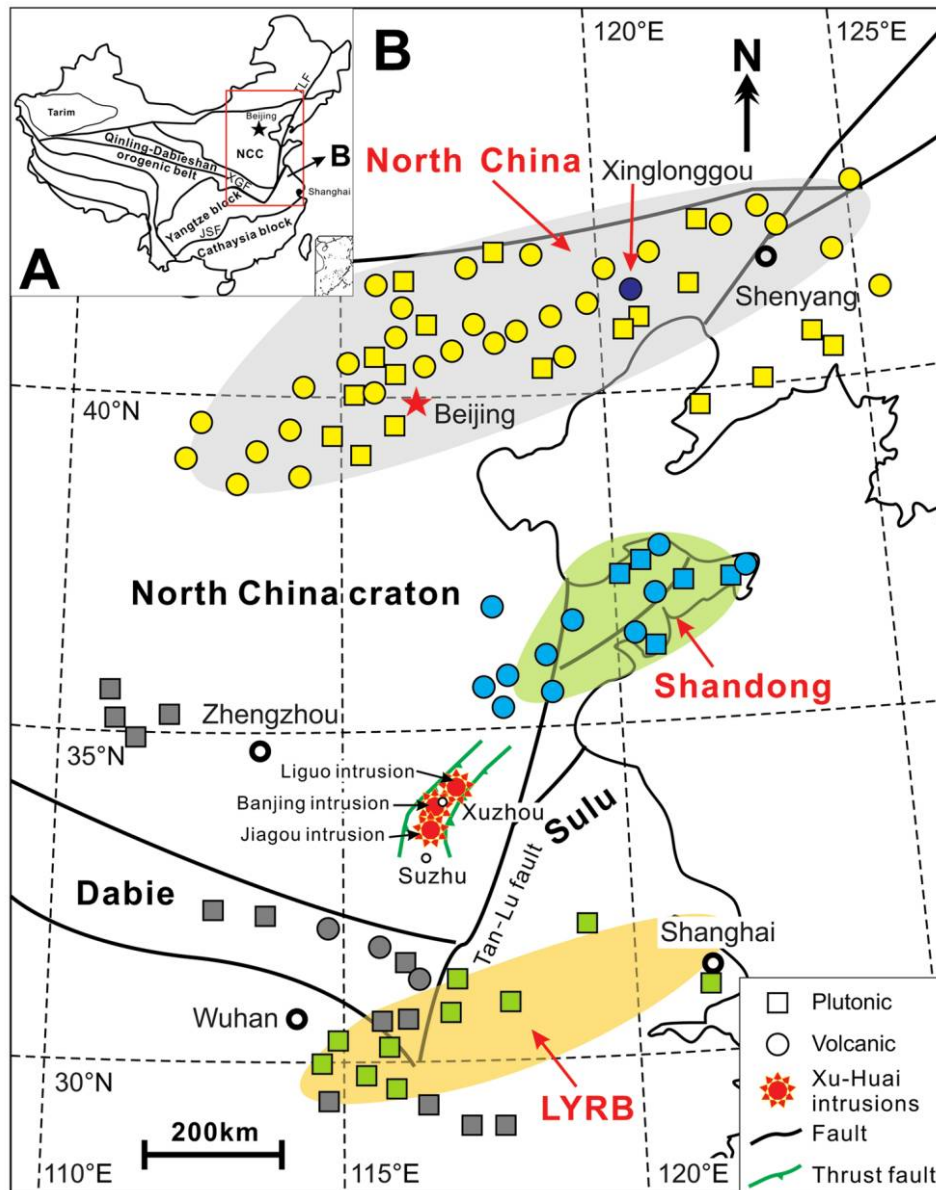 120°E
125°E
B
N
TLF
Tarim
Beijing
NCC
Qinling-Dabieshan
orogenic belt
XGF
B
Shanghai
Yangtze block
JSF
Cathaysia block
A
North China
Xinglonggou
Shenyang
40°N
Beijing
North China craton
Shandong
Zhengzhou
35°N
Liguo intrusion
Banjing intrusion
Xuzhou
Jiagou intrusion
Suzhu
Sulu
Tan-Lu fault
Dabie
Shanghai
Wuhan
30°N
LYRB
200km
110°E
115°E
120°E
Plutonic
Volcanic
Xu-Huai
intrusions
Fault
Thrust fault